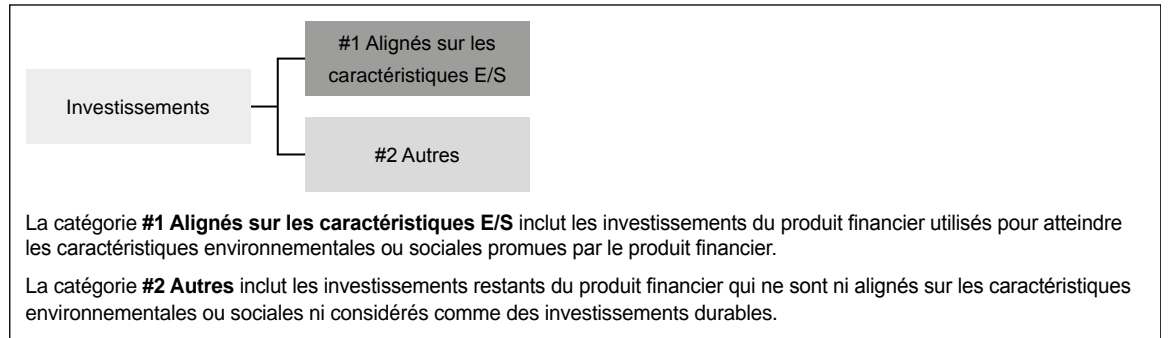 #1 Alignés sur les
caractéristiques E/S
Investissements
#2 Autres
La catégorie #1 Alignés sur les caractéristiques E/S inclut les investissements du produit financier utilisés pour atteindre
les caractéristiques environnementales ou sociales promues par le produit financier.
La catégorie #2 Autres inclut les investissements restants du produit financier qui ne sont ni alignés sur les caractéristiques
environnementales ou sociales ni considérés comme des investissements durables.